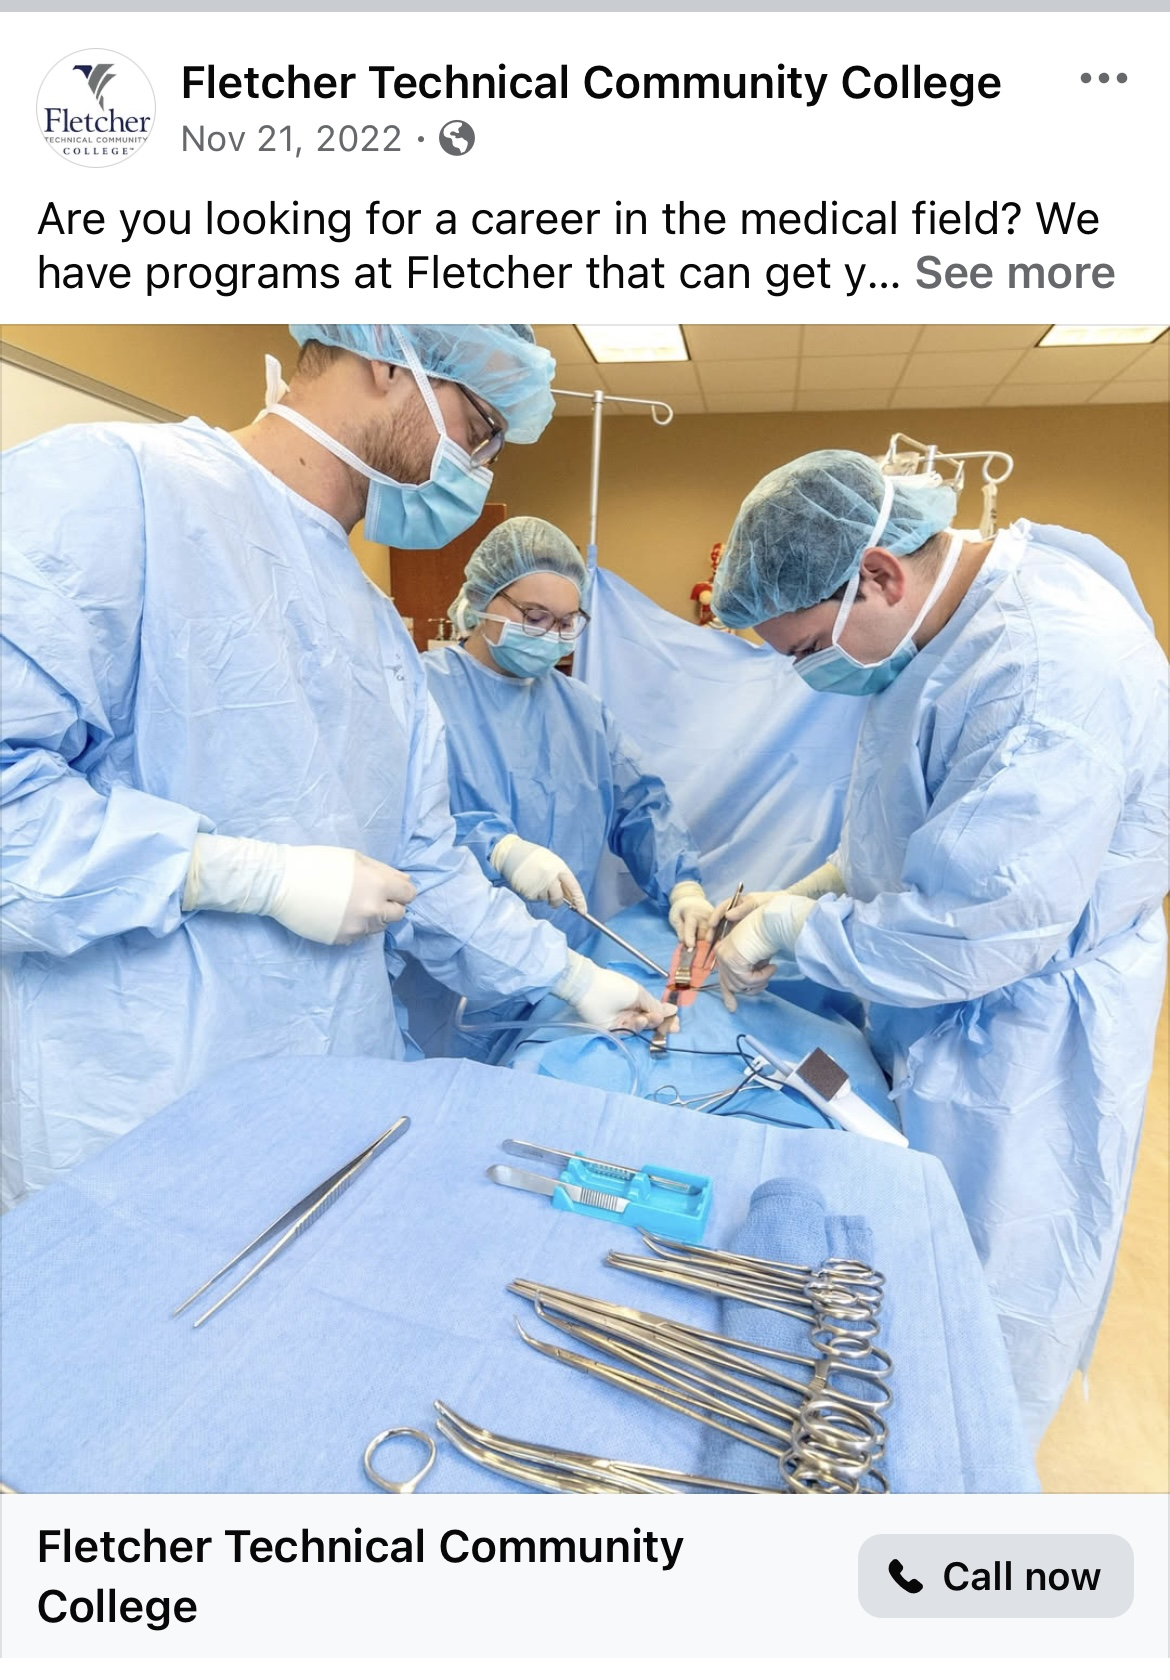 Fletcher
TECHNICAL COMMUNITY
COLLEGE™
Fletcher Technical Community College
Nov 21, 2022 ·
Are you looking for a career in the medical field? We
have programs at Fletcher that can get y... See more
Fletcher Technical Community
College
Call now